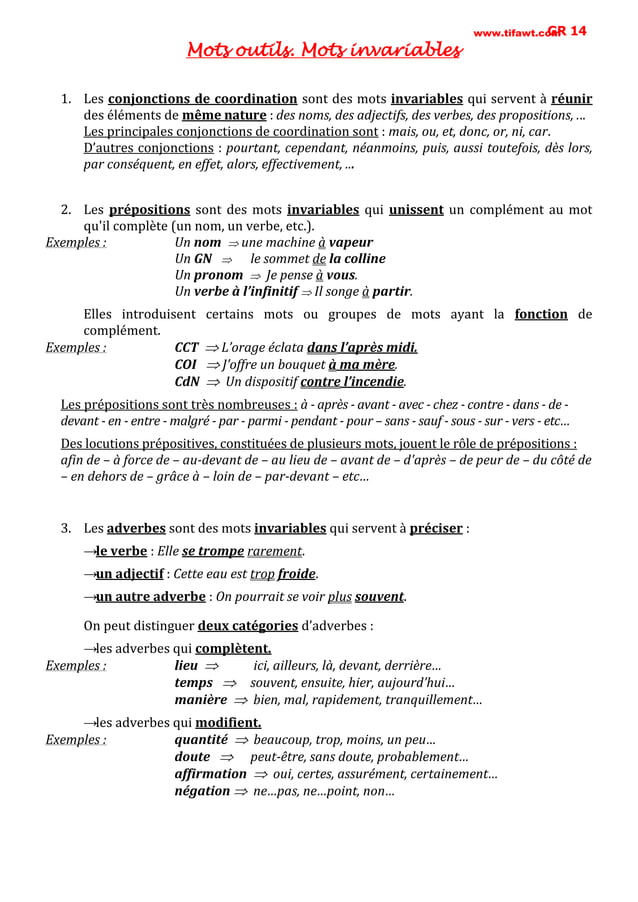 www.tifawt.com GR 14
Mots outils. Mots invariables
1. Les conjonctions de coordination sont des mots invariables qui servent à réunir
des éléments de même nature : des noms, des adjectifs, des verbes, des propositions, ...
Les principales conjonctions de coordination sont : mais, ou, et, donc, or, ni, car.
D'autres conjonctions : pourtant, cependant, néanmoins, puis, aussi toutefois, dès lors,
par conséquent, en effet, alors, effectivement, ...
2. Les prépositions sont des mots invariables qui unissent un complément au mot
qu'il complète (un nom, un verbe, etc.).
Exemples : Un nom ⇒ une machine à vapeur
Un GN ⇒ le sommet de la colline
Un pronom ⇒ Je pense à vous.
Un verbe à l'infinitif ⇒ Il songe à partir.
Elles introduisent certains mots ou groupes de mots ayant la fonction de
complément.
Exemples : CCT ⇒ L'orage éclata dans l'après midi.
COI ⇒ J'offre un bouquet à ma mère.
CdN ⇒ Un dispositif contre l'incendie.
Les prépositions sont très nombreuses : à - après - avant - avec - chez - contre - dans - de -
devant - en - entre - malgré - par - parmi - pendant - pour – sans - sauf - sous - sur - vers - etc…
Des locutions prépositives, constituées de plusieurs mots, jouent le rôle de prépositions :
afin de – à force de – au-devant de – au lieu de – avant de – d'après – de peur de – du côté de
– en dehors de – grâce à – loin de – par-devant – etc…
3. Les adverbes sont des mots invariables qui servent à préciser :
→le verbe : Elle se trompe rarement.
→un adjectif : Cette eau est trop froide.
→un autre adverbe : On pourrait se voir plus souvent.
On peut distinguer deux catégories d'adverbes :
→les adverbes qui complètent.
Exemples : lieu ⇒ ici, ailleurs, là, devant, derrière…
temps ⇒ souvent, ensuite, hier, aujourd'hui…
manière ⇒ bien, mal, rapidement, tranquillement…
→les adverbes qui modifient.
Exemples : quantité ⇒ beaucoup, trop, moins, un peu…
doute ⇒ peut-être, sans doute, probablement…
affirmation ⇒ oui, certes, assurément, certainement…
négation ⇒ ne…pas, ne…point, non…